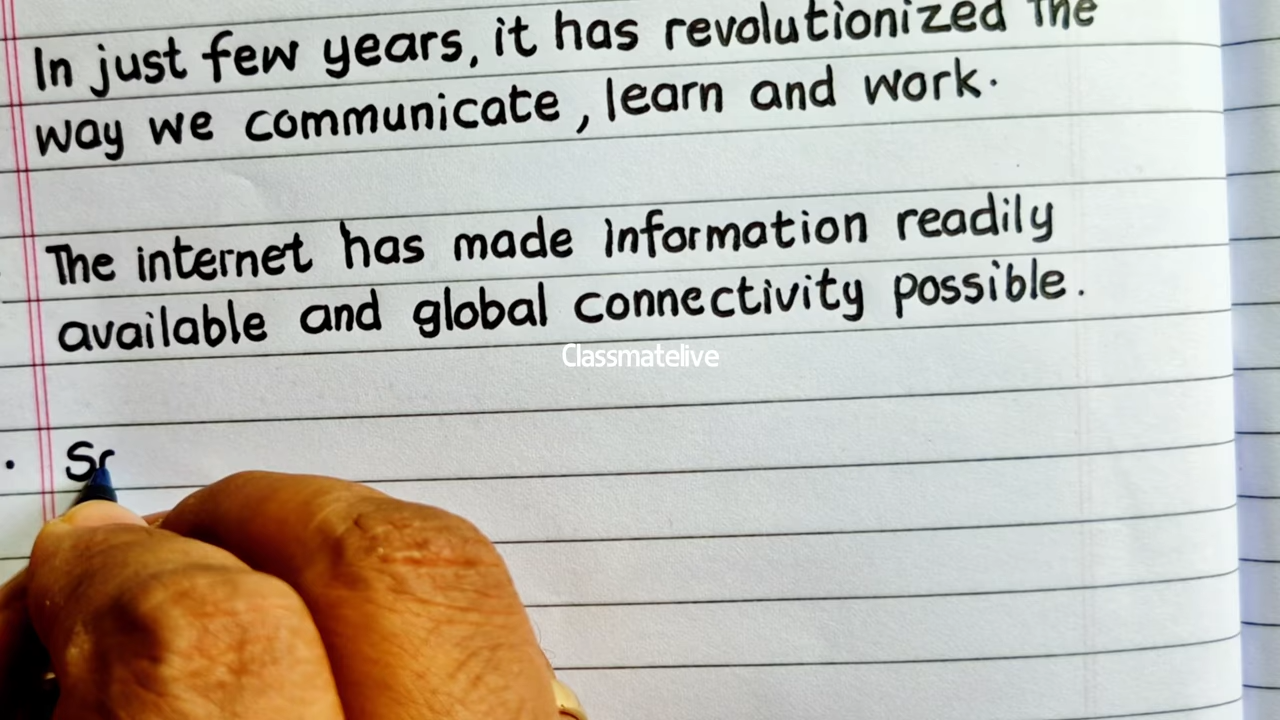 In just few years, it has revolutionized the
way we communicate, learn and work.
The internet has made information readily
available and global connectivity possible.
Classmatelive